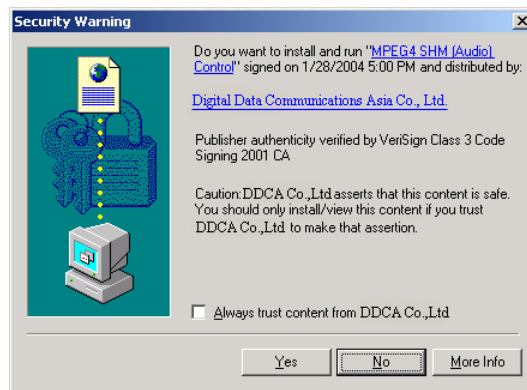 Security Warning
Do you want to install and run "MPEG4 SHM (Audio)
Control" signed on 1/28/2004 5:00 PM and distributed by:
Digital Data Communications Asia Co., Ltd.
Publisher authenticity verified by VeriSign Class 3 Code
Signing 2001 CA
Caution:DDCA Co.,Ltd asserts that this content is safe.
You should only install/view this content if you trust
DDCA Co.,Ltd to make that assertion.
Always trust content from DDCA Co.,Ltd
Yes No More Info